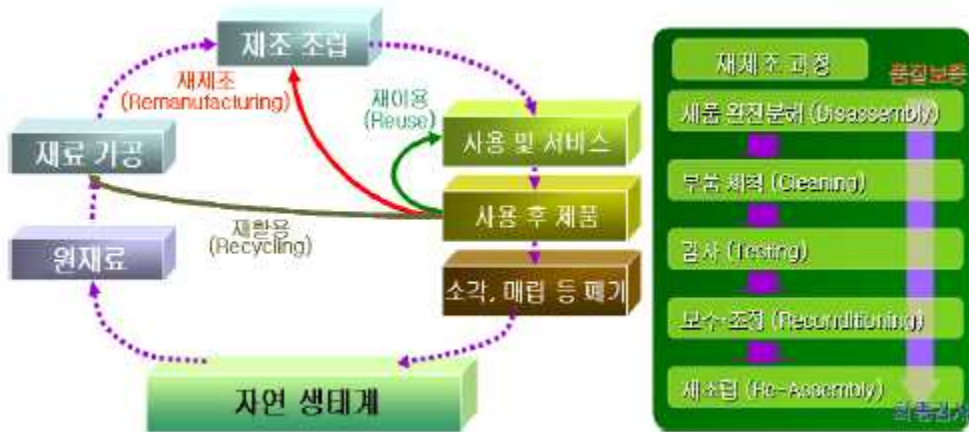 제조 조립
재제조
(Remanufacturing)
재이용
(Reuse)
재료 가공
사용 및 서비스
사용 후 제품
재활용
(Recycling)
원재료
소각, 매립 등 폐기
자연 생태계
재제조 과정
품질보증
제품 완전분해 (Disassembly)
부품 세척 (Cleaning)
검사 (Testing)
보수·조정 (Reconditioning)
재조립 (Re-Assembly)
최종검사